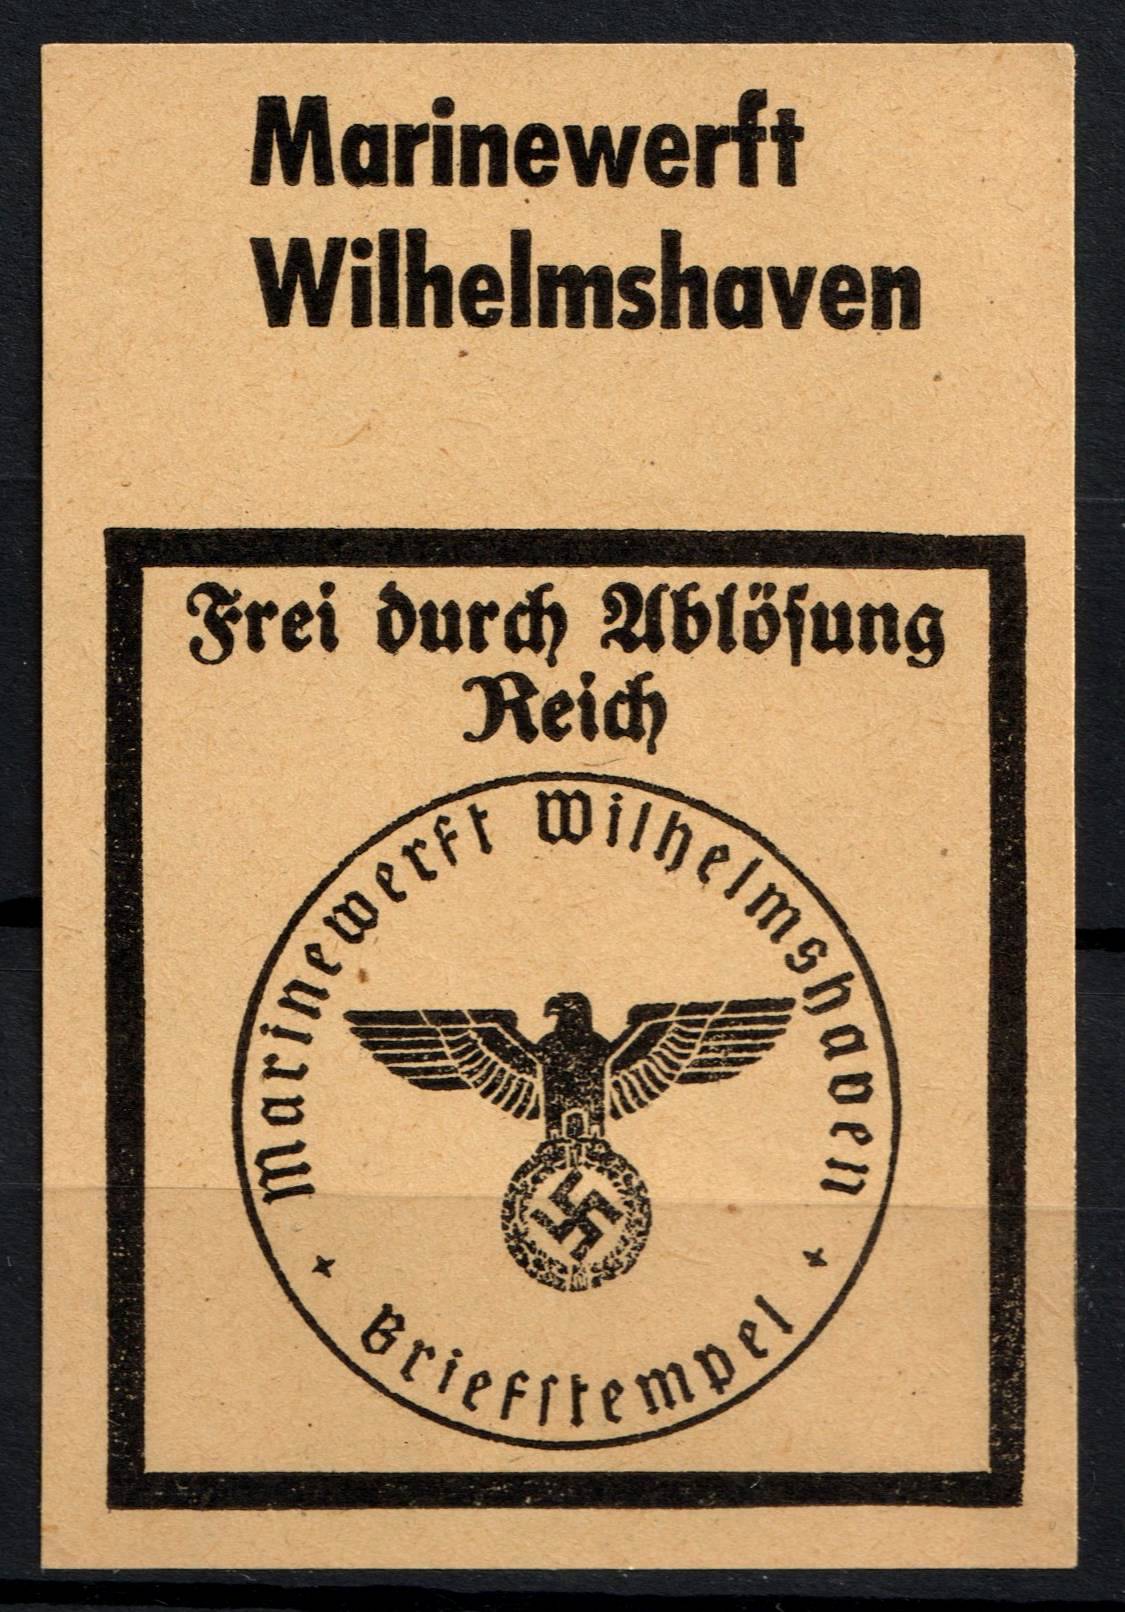 Marinewerft
Wilhelmshaven
Frei durch Ablöſung
Reich
Marinewerft Wilhelmshaven
Briefſtempel